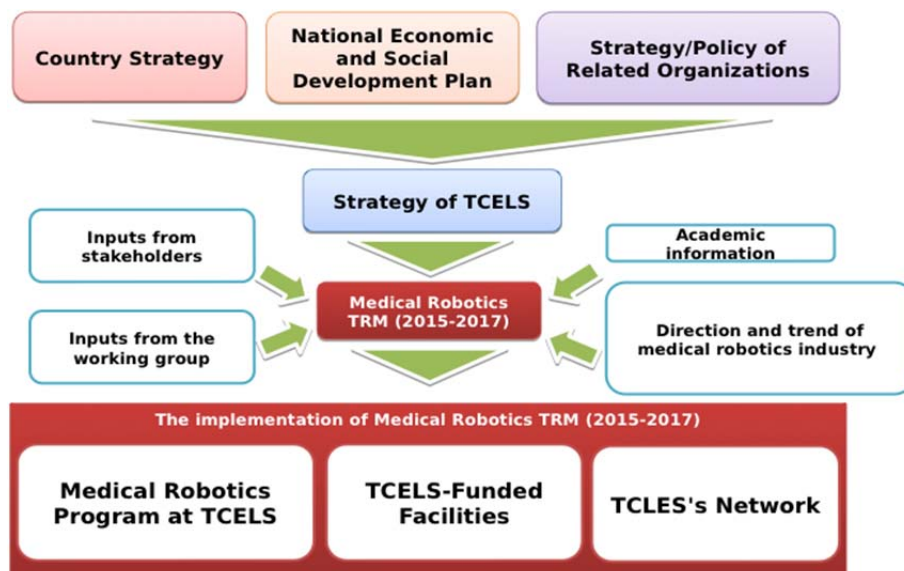 Country Strategy
National Economic
and Social
Development Plan
Strategy/Policy of
Related Organizations
Strategy of TCELS
Inputs from
stakeholders
Academic
information
Medical Robotics
TRM (2015-2017)
Inputs from the
working group
Direction and trend of
medical robotics industry
The implementation of Medical Robotics TRM (2015-2017)
Medical Robotics
Program at TCELS
TCELS-Funded
Facilities
TCLES's Network